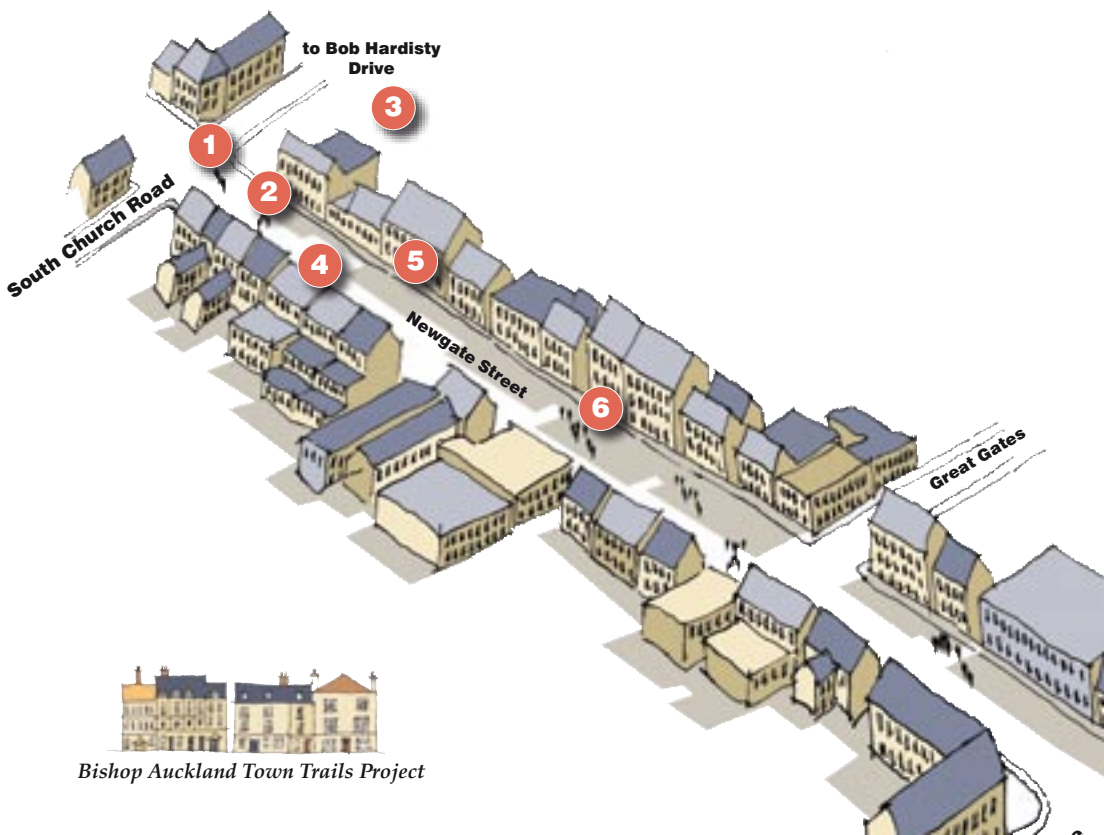 to Bob Hardisty
Drive
3
1
2
South Church Road
4
5
Newgate Street
6
Great Gates
Bishop Auckland Town Trails Project